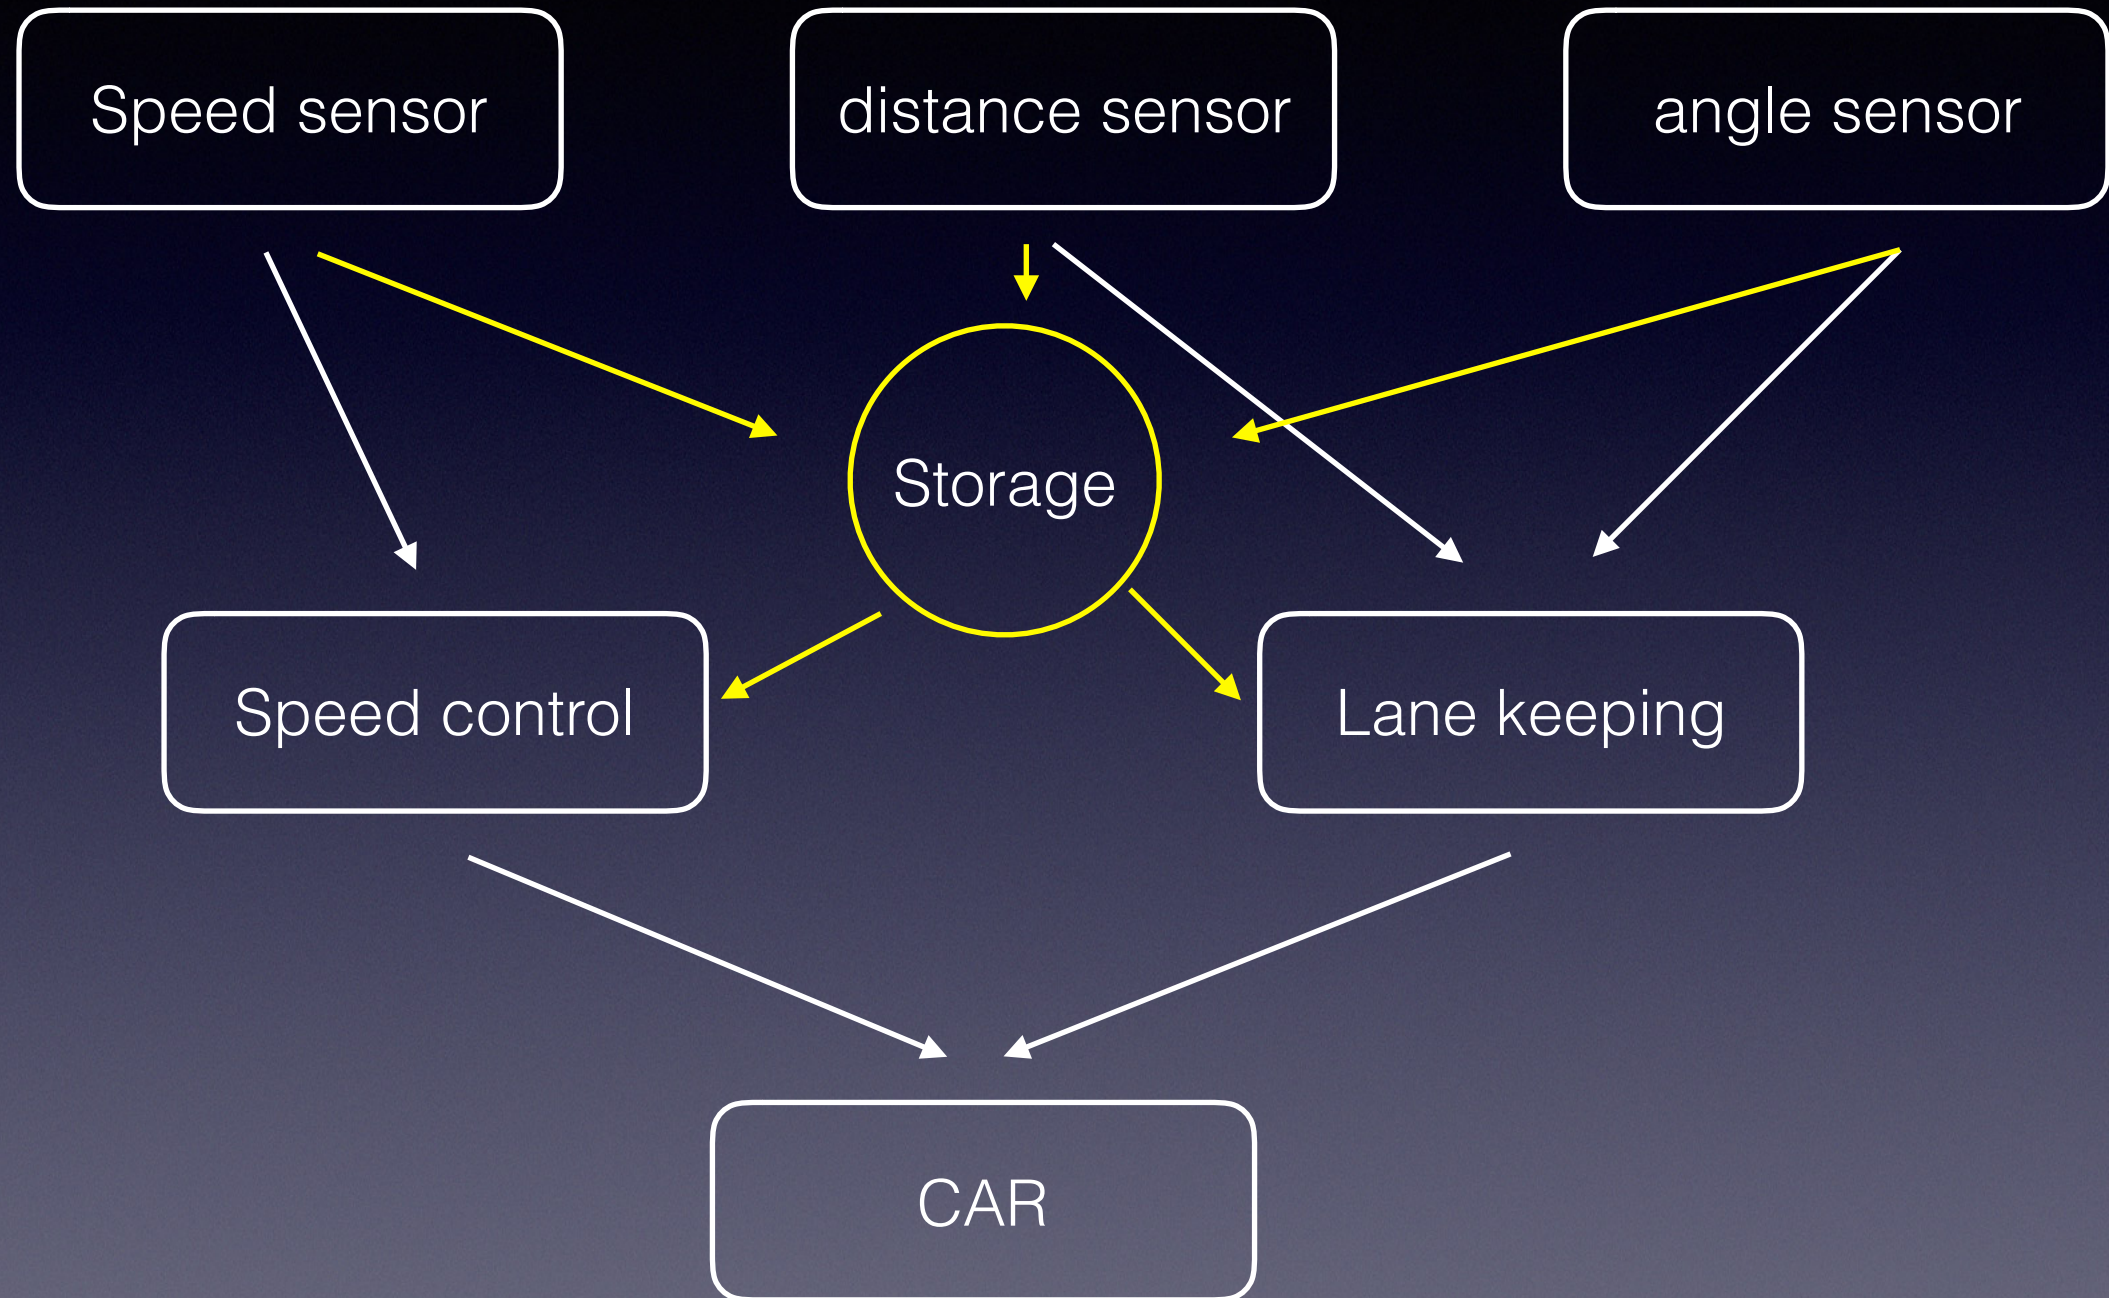 Speed sensor
distance sensor
angle sensor
Storage
Speed control
Lane keeping
CAR